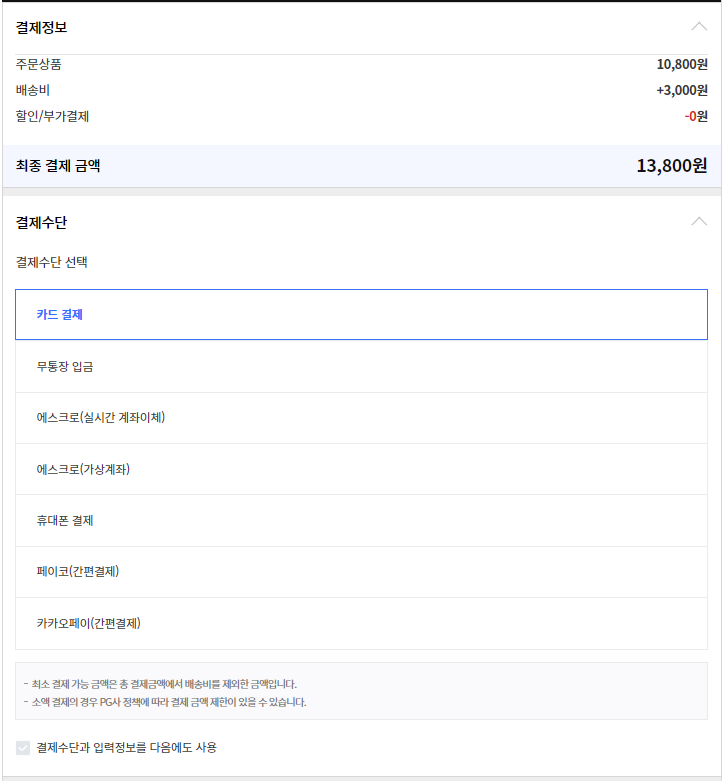 결제정보
주문상품 10,800원
배송비 +3,000원
할인/부가결제 -0원
최종 결제 금액 13,800원
결제수단
결제수단 선택
카드 결제
무통장 입금
에스크로(실시간 계좌이체)
에스크로(가상계좌)
휴대폰 결제
페이코(간편결제)
카카오페이(간편결제)
- 최소 결제 가능 금액은 총 결제금액에서 배송비를 제외한 금액입니다.
- 소액 결제의 경우 PG사 정책에 따라 결제 금액 제한이 있을 수 있습니다.
결제수단과 입력정보를 다음에도 사용